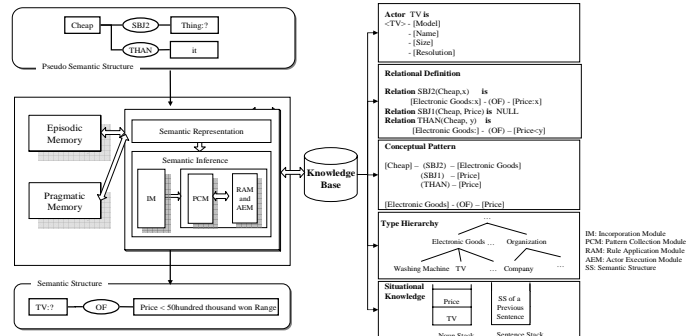 Cheap
SBJ2
Thing:?
THAN
it
Pseudo Semantic Structure
Episodic
Memory
Pragmatic
Memory
Semantic Representation
Semantic Inference
IM
PCM
RAM
and
AEM
Knowledge
Base
Semantic Structure
TV:?
OF
Price < 50hundred thousand won Range
Actor TV is
<TV> - [Model]
- [Name]
- [Size]
- [Resolution]
Relational Definition
Relation SBJ2(Cheap,x) is
[Electronic Goods:x] - (OF) - [Price:x]
Relation SBJ1(Cheap, Price) is NULL
Relation THAN(Cheap, y) is
[Electronic Goods:] - (OF) – [Price<y]
Conceptual Pattern
[Cheap] – (SBJ2) – [Electronic Goods]
(SBJ1) – [Price]
(THAN) – [Price]
[Electronic Goods] - (OF) – [Price]
Type Hierarchy
...
Electronic Goods ... Organization
Washing Machine TV ... Company ...
Situational
Knowledge
Price
TV
SS of a
Previous
Sentence
Noun Stack
Sentence Stack
IM: Incorporation Module
PCM: Pattern Collection Module
RAM: Rule Application Module
AEM: Actor Execution Module
SS: Semantic Structure